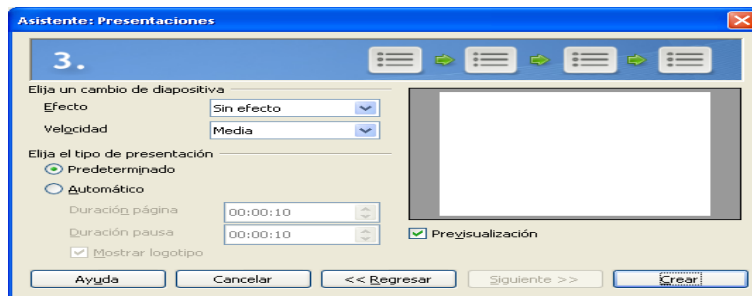 Asistente: Presentaciones
3.
Elija un cambio de diapositiva
Efecto Sin efecto
Velocidad Media
Elija el tipo de presentación
Predeterminado
Automático
Duración página 00:00:10
Duración pausa 00:00:10
Mostrar logotipo
Previsualización
Ayuda Cancelar << Regresar Siguiente >> Crear